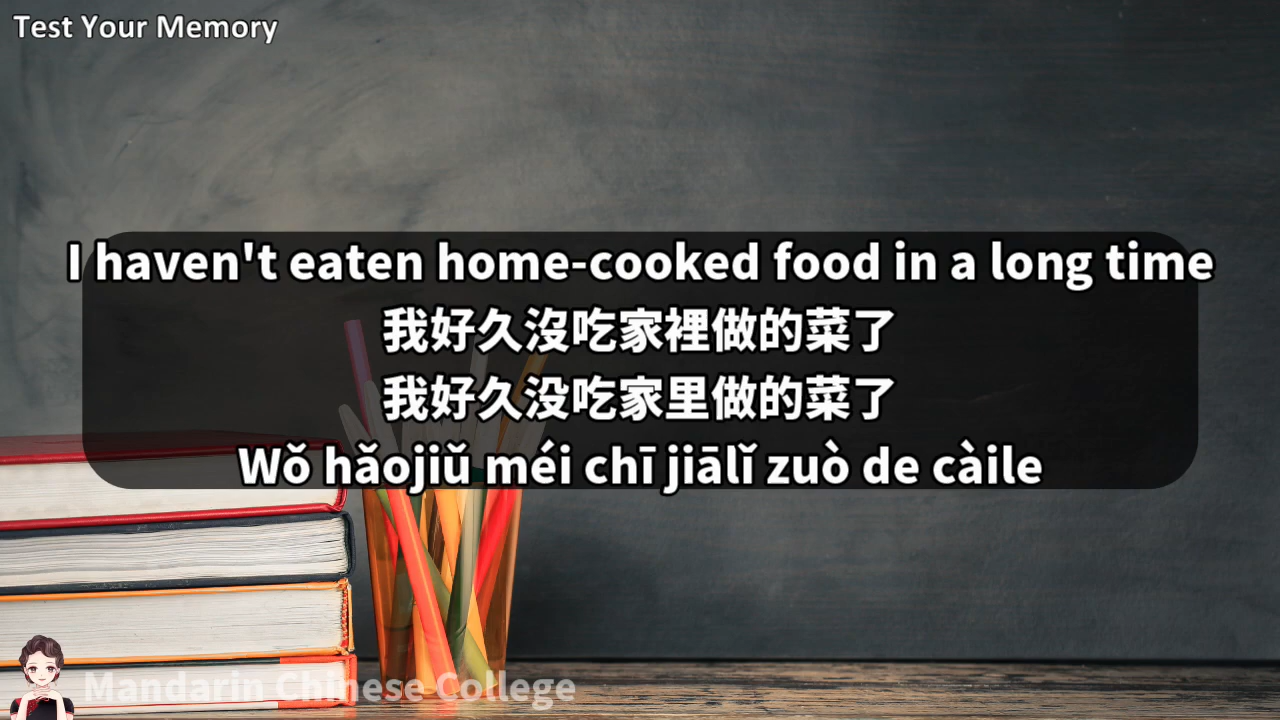 Test Your Memory
I haven't eaten home-cooked food in a long time
我好久沒吃家裡做的菜了
我好久没吃家里做的菜了
Wǒ hǎojiǔ méi chī jiālǐ zuò de càile
Mandarin Chinese College